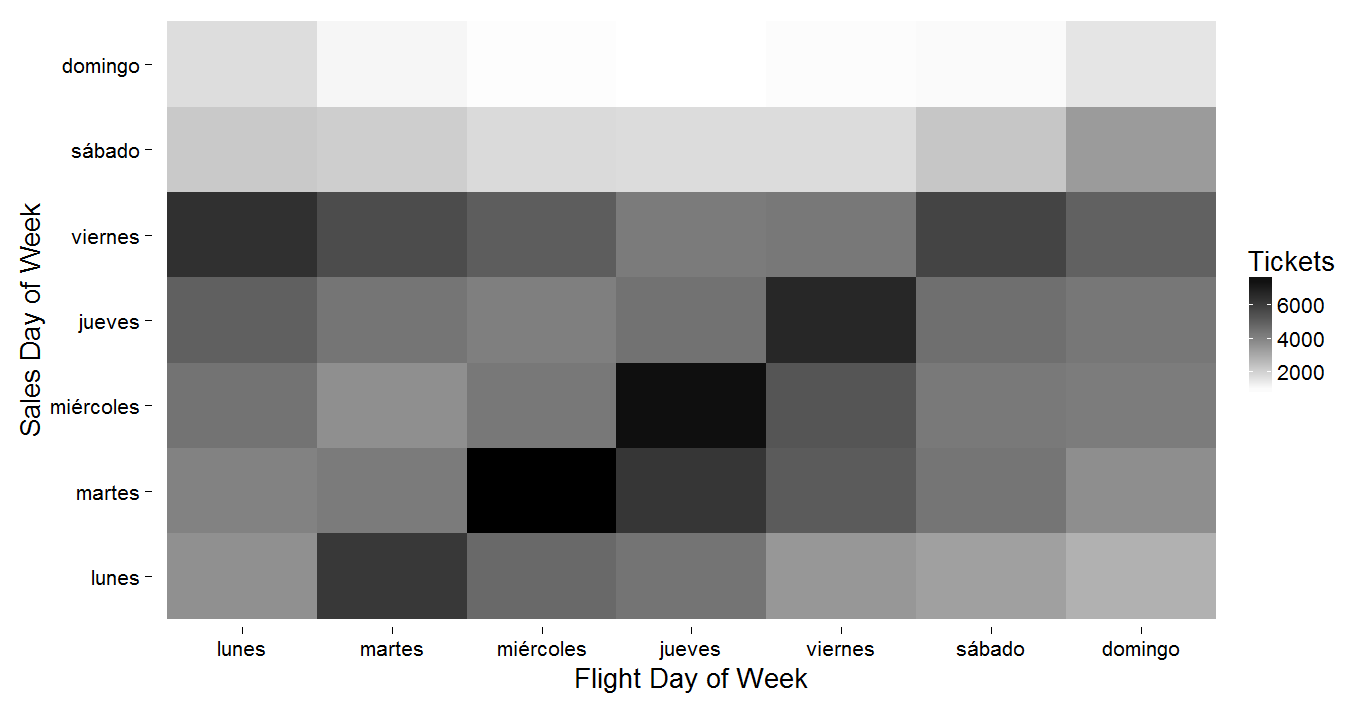 domingo
sábado
viernes
jueves
miércoles
martes
lunes
Sales Day of Week
lunes martes miércoles jueves viernes sábado domingo
Flight Day of Week
Tickets
6000
4000
2000